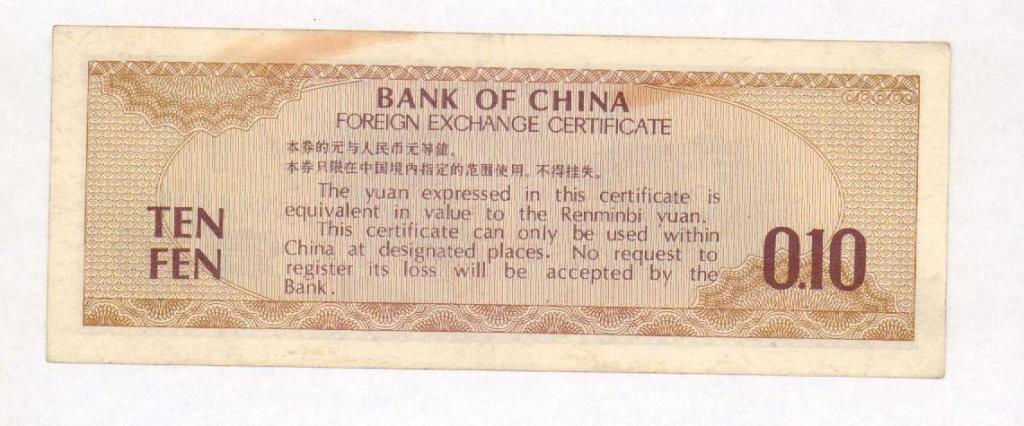 BANK OF CHINA
FOREIGN EXCHANGE CERTIFICATE
本券的元与人民币元等值。
本券只限在中国境内指定的范围使用,不得挂失。
The yuan expressed in this certificate is
equivalent in value to the Renminbi yuan.
This certificate can only be used within
China at designated places. No request to
register its loss will be accepted by the
Bank.
TEN
FEN
0.10